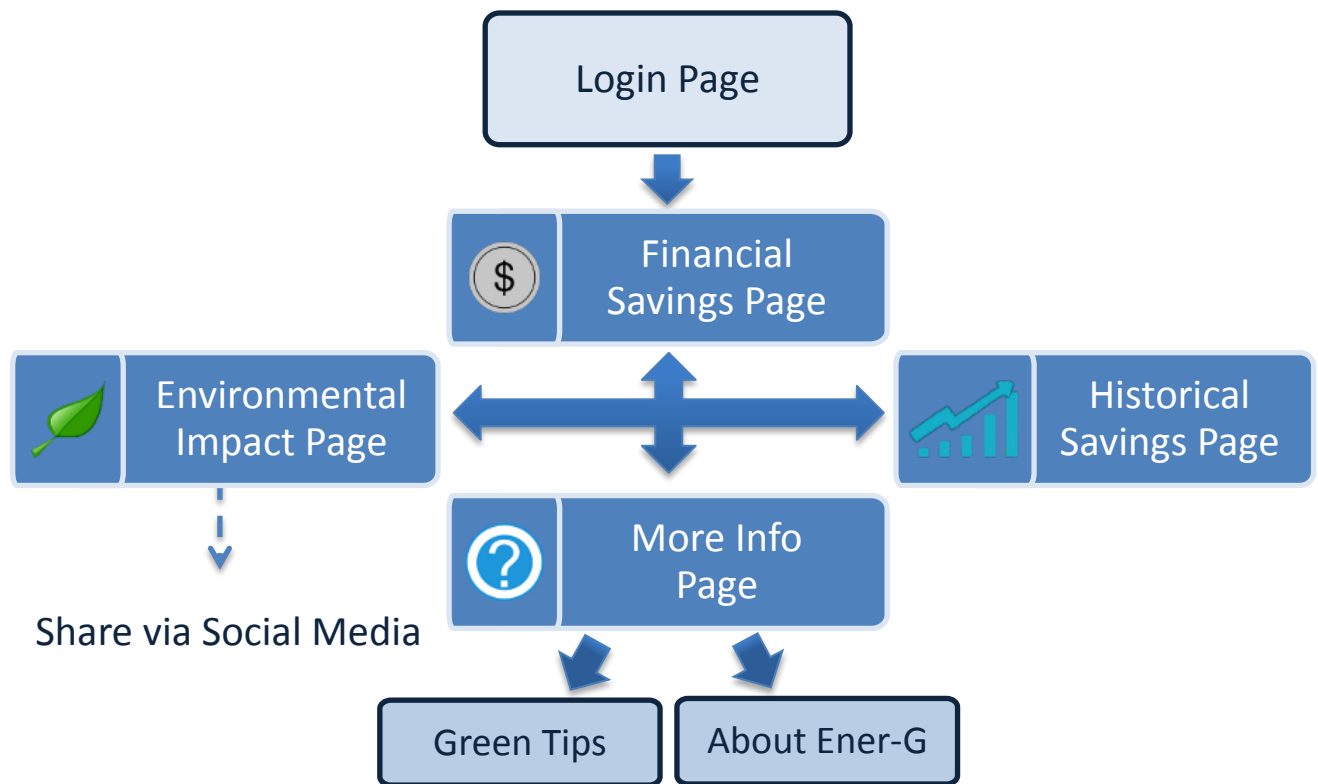 Login Page
$
Financial
Savings Page
Environmental
Impact Page
Historical
Savings Page
?
More Info
Page
Share via Social Media
Green Tips
About Ener-G